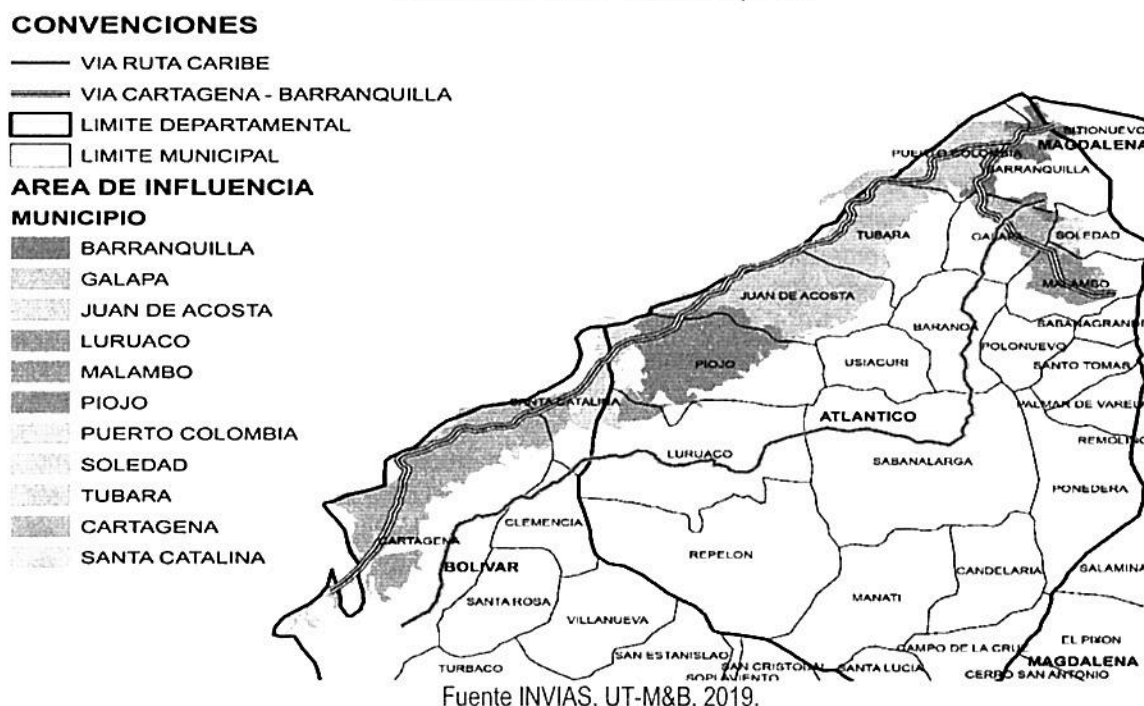 CONVENCIONES
VIA RUTA CARIBE
VIA CARTAGENA - BARRANQUILLA
LIMITE DEPARTAMENTAL
LIMITE MUNICIPAL
AREA DE INFLUENCIA
MUNICIPIO
BARRANQUILLA
GALAPA
JUAN DE ACOSTA
LURUACO
MALAMBO
PIOJO
PUERTO COLOMBIA
SOLEDAD
TUBARA
CARTAGENA
SANTA CATALINA
SITIONUEVO
MAGDALENA
PUERTO COLOMBIA
BARRANQUILLA
TUBARA
GALAPA
SOLEDAD
MALAMBO
JUAN DE ACOSTA
BARANOA
SABANAGRANDE
POLONUEVO
PIOJO
USIACURI
SANTO TOMAS
SANTA CATALINA
ATLANTICO
PALMAR DE VARELA
REMOLINO
LURUACO
SABANALARGA
PONEDERA
CLEMENCIA
CARTAGENA
REPELON
BOLIVAR
CANDELARIA
SALAMINA
SANTA ROSA
MANATI
VILLANUEVA
EL PIXON
CAMPO DE LA CRUZ
SAN ESTANISLAO
MAGDALENA
TURBACO
SAN CRISTOBAL
SANTA LUCIA
CERRO SAN ANTONIO
SOPLAVIENTO
Fuente INVIAS. UT-M&B. 2019.